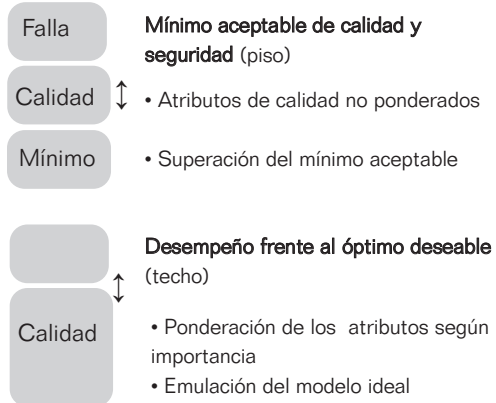 Falla
Calidad
Mínimo
Mínimo aceptable de calidad y
seguridad (piso)
• Atributos de calidad no ponderados
• Superación del mínimo aceptable
Calidad
Desempeño frente al óptimo deseable
(techo)
• Ponderación de los atributos según
importancia
• Emulación del modelo ideal